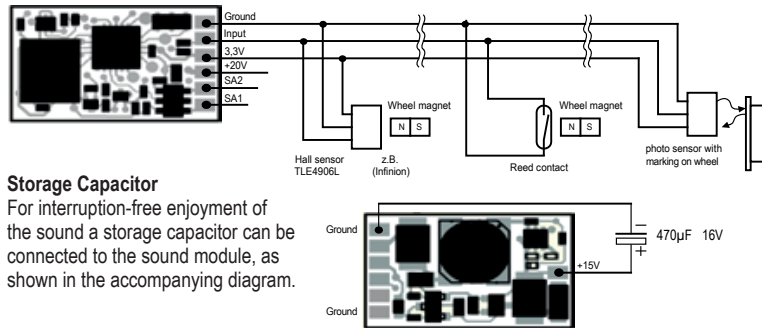 Ground
Input
3,3V
+20V
SA2
SA1
Wheel magnet
N S
Hall sensor
TLE4906L
z.B.
(Infinion)
Wheel magnet
N S
Reed contact
photo sensor with
marking on wheel
Storage Capacitor
For interruption-free enjoyment of
the sound a storage capacitor can be
connected to the sound module, as
shown in the accompanying diagram.
Ground
Ground
+15V
470µF 16V